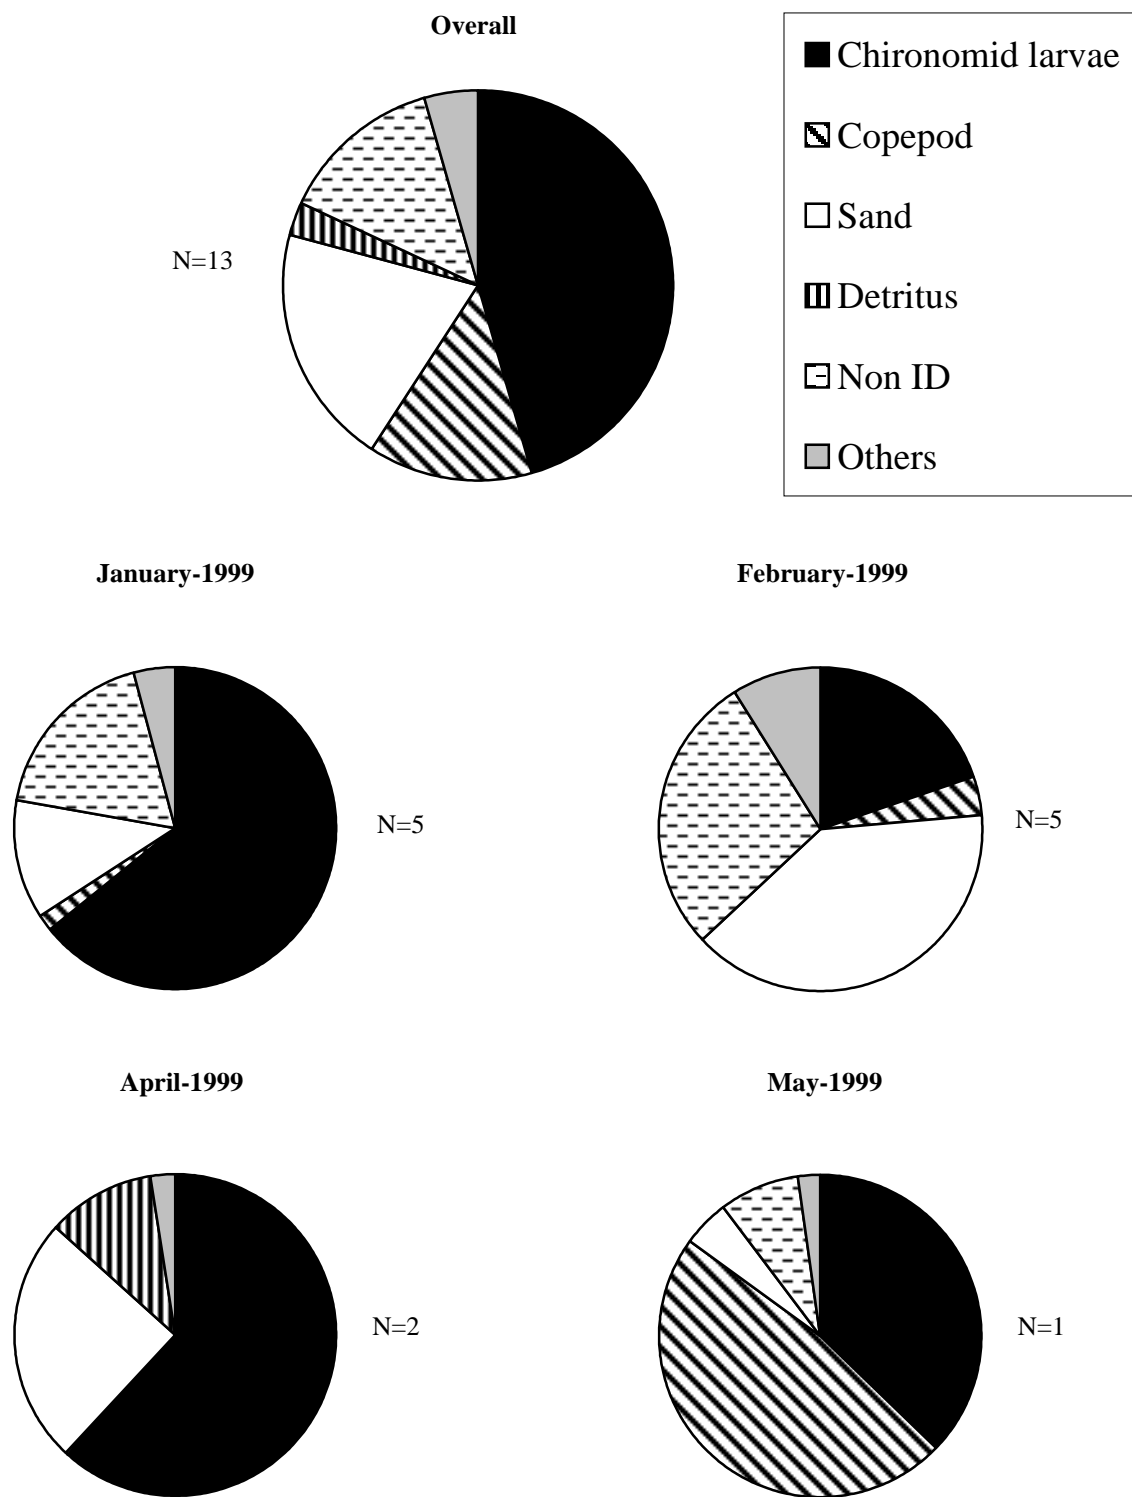 Overall
Chironomid larvae
Copepod
Sand
Detritus
Non ID
Others
N=13
January-1999
February-1999
N=5
N=5
April-1999
May-1999
N=2
N=1